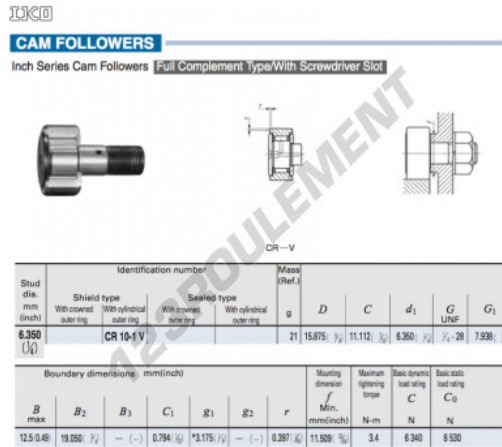 IKO
CAM FOLLOWERS
Inch Series Cam Followers Full Complement Type/With Screwdriver Slot
123ROULEMENT
r
r
f
CR-V
Stud dia. mm (inch) Identification number Mass (Ref.) g
Shield type Sealed type
With crowned outer ring With cylindrical outer ring With crowned outer ring With cylindrical outer ring
D C d1 G UNF G1
6.350 (1/4) CR 10-1 V 21 15.875( 5/8) 11.112( 7/16) 6.350( 1/4) 1/4-28 7.938(
Boundary dimensions mm(inch) Mounting dimension f Min. mm(inch) Maximum tightening torque N-m Basic dynamic load rating C N Basic static load rating C0 N
B max B2 B3 C1 g1 g2 r
12.5(0.49) 19.050( 3/4) — ( — ) 0.794(1/32) *3.175(1/8) — 0.397(1/64) 11.509( 3.4 6 340 8 530